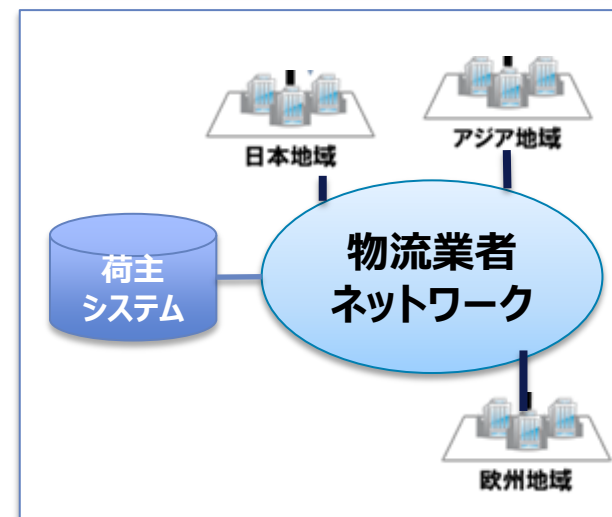 日本地域
アジア地域
荷主
システム
物流業者
ネットワーク
欧州地域